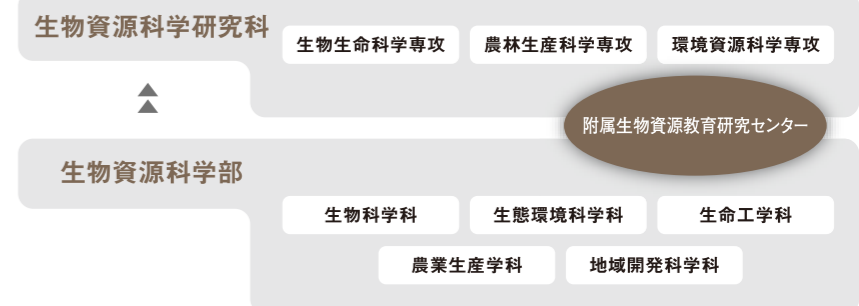 生物資源科学研究科
生物生命科学専攻 農林生産科学専攻 環境資源科学専攻
附属生物資源教育研究センター
生物資源科学部
生物科学科 生態環境科学科 生命工学科
農業生産学科 地域開発科学科